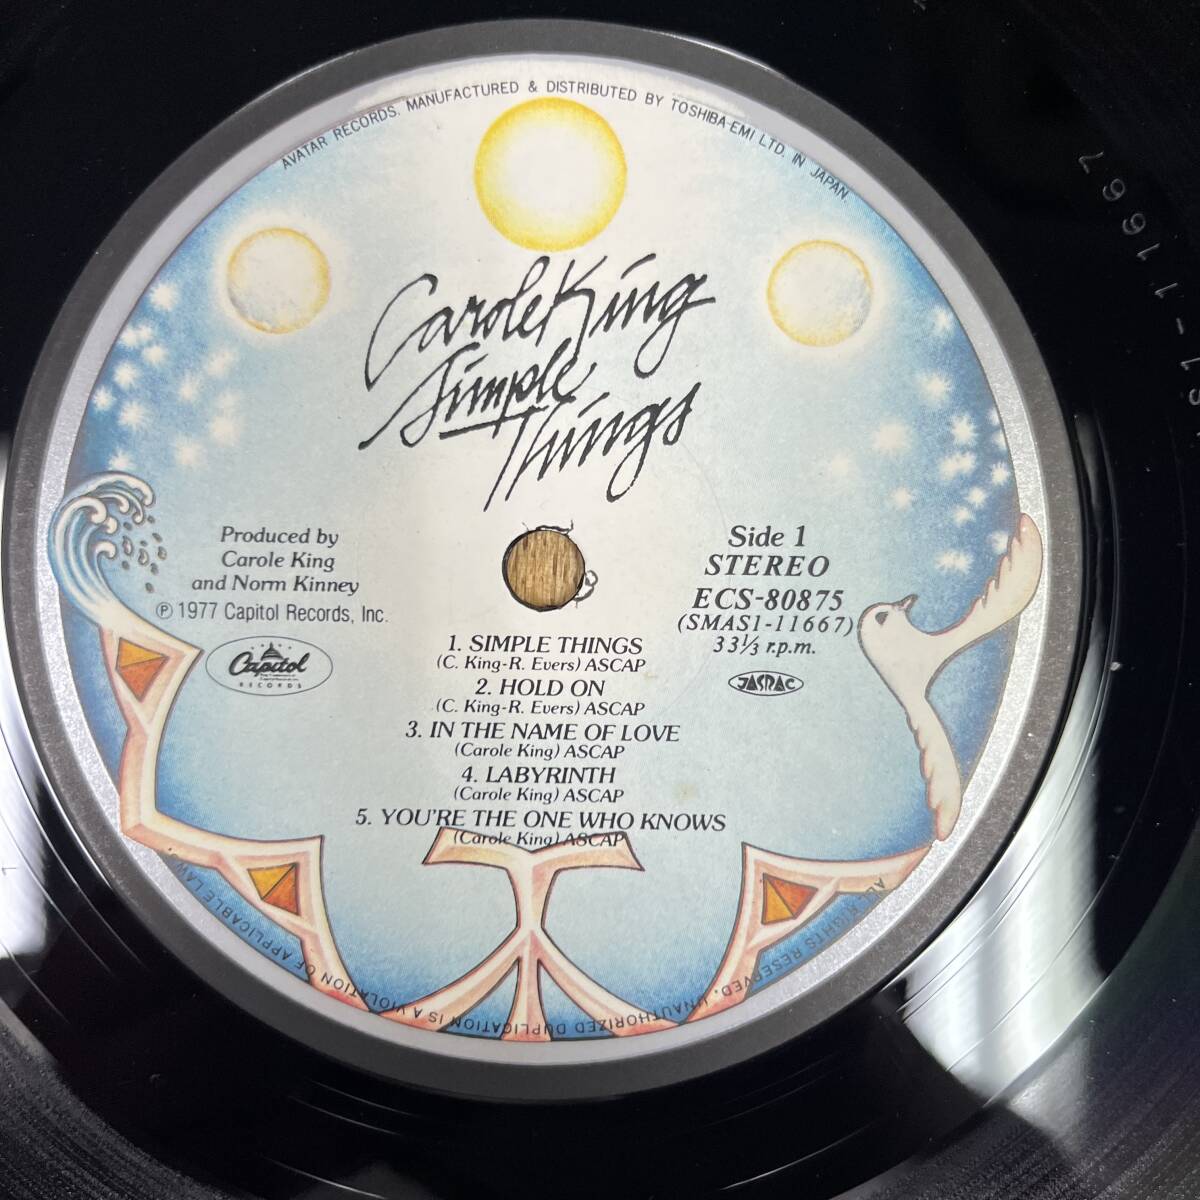 AVATAR RECORDS. MANUFACTURED & DISTRIBUTED BY TOSHIBA-EMI LTD. IN JAPAN.
Carole King
Simple
Things
Produced by
Carole King
and Norm Kinney
℗ 1977 Capitol Records, Inc.
Capitol
RECORDS
Side 1
STEREO
ECS-80875
(SMAS1-11667)
33⅓ r.p.m.
JASRAC
1. SIMPLE THINGS
(C. King-R. Evers) ASCAP
2. HOLD ON
(C. King-R. Evers) ASCAP
3. IN THE NAME OF LOVE
(Carole King) ASCAP
4. LABYRINTH
(Carole King) ASCAP
5. YOU'RE THE ONE WHO KNOWS
(Carole King) ASCAP
ALL RIGHTS RESERVED. UNAUTHORIZED DUPLICATION IS A VIOLATION OF APPLICABLE LAW
1-11667